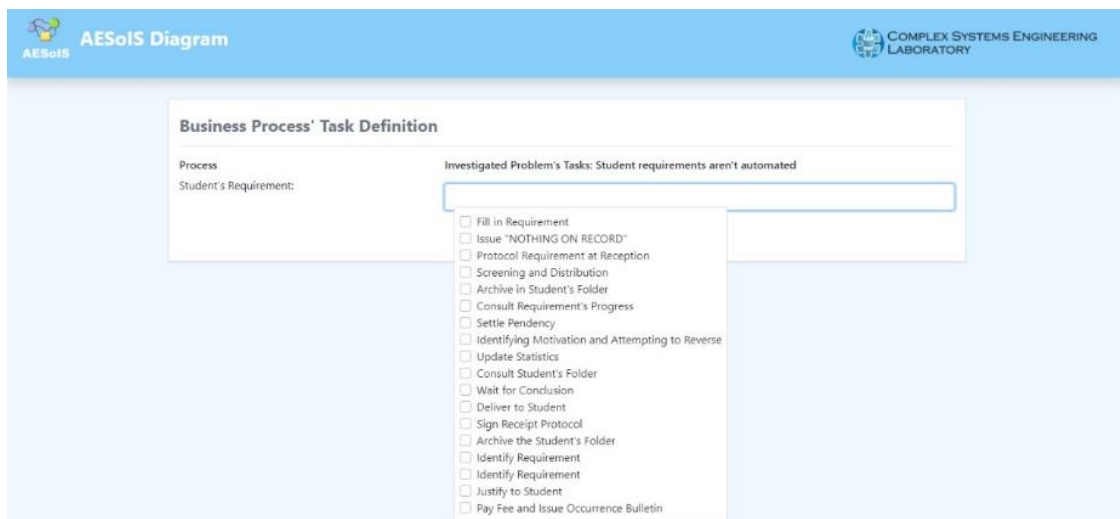 AESoIS
AESoIS Diagram
COMPLEX SYSTEMS ENGINEERING
LABORATORY
Business Process' Task Definition
Process
Investigated Problem's Tasks: Student requirements aren't automated
Student's Requirement:
Fill in Requirement
Issue "NOTHING ON RECORD"
Protocol Requirement at Reception
Screening and Distribution
Archive in Student's Folder
Consult Requirement's Progress
Settle Pendency
Identifying Motivation and Attempting to Reverse
Update Statistics
Consult Student's Folder
Wait for Conclusion
Deliver to Student
Sign Receipt Protocol
Archive the Student's Folder
Identify Requirement
Identify Requirement
Justify to Student
Pay Fee and Issue Occurrence Bulletin